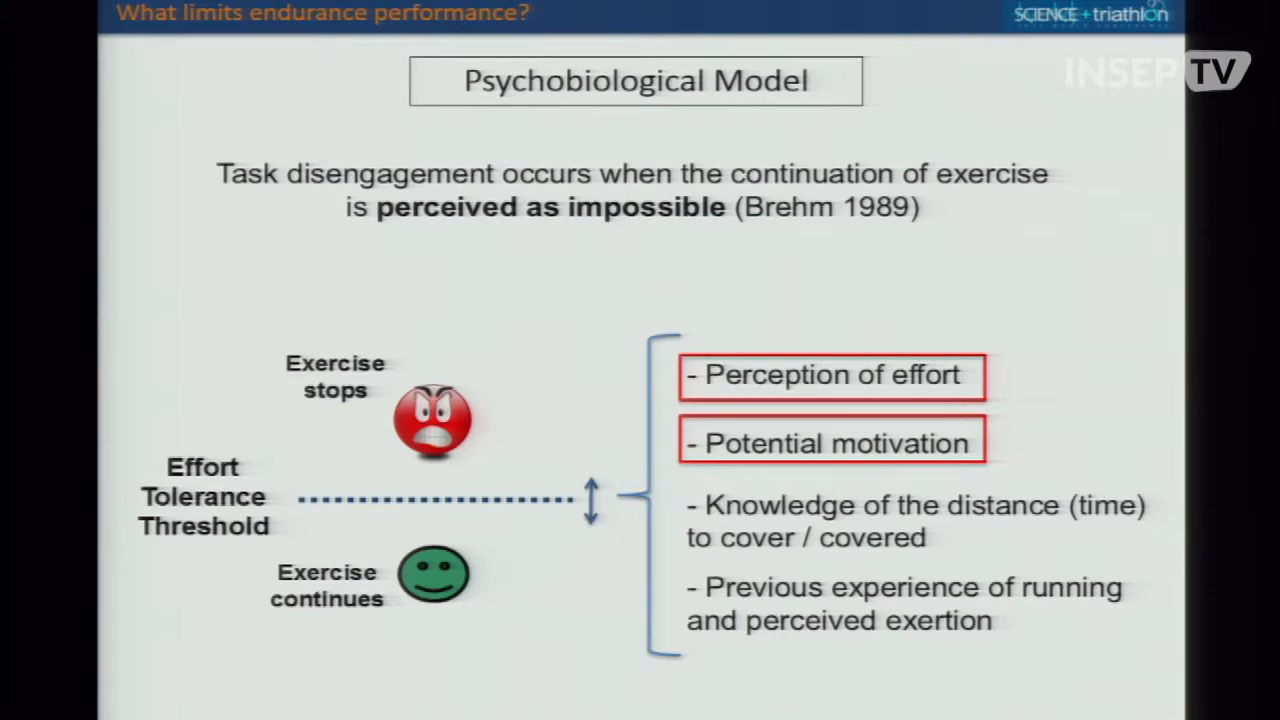 What limits endurance performance?
SCIENCE + triathlon
INSEP TV
Psychobiological Model
Task disengagement occurs when the continuation of exercise
is perceived as impossible (Brehm 1989)
Exercise
stops
Effort
Tolerance
Threshold
Exercise
continues
- Perception of effort
- Potential motivation
- Knowledge of the distance (time)
to cover / covered
- Previous experience of running
and perceived exertion